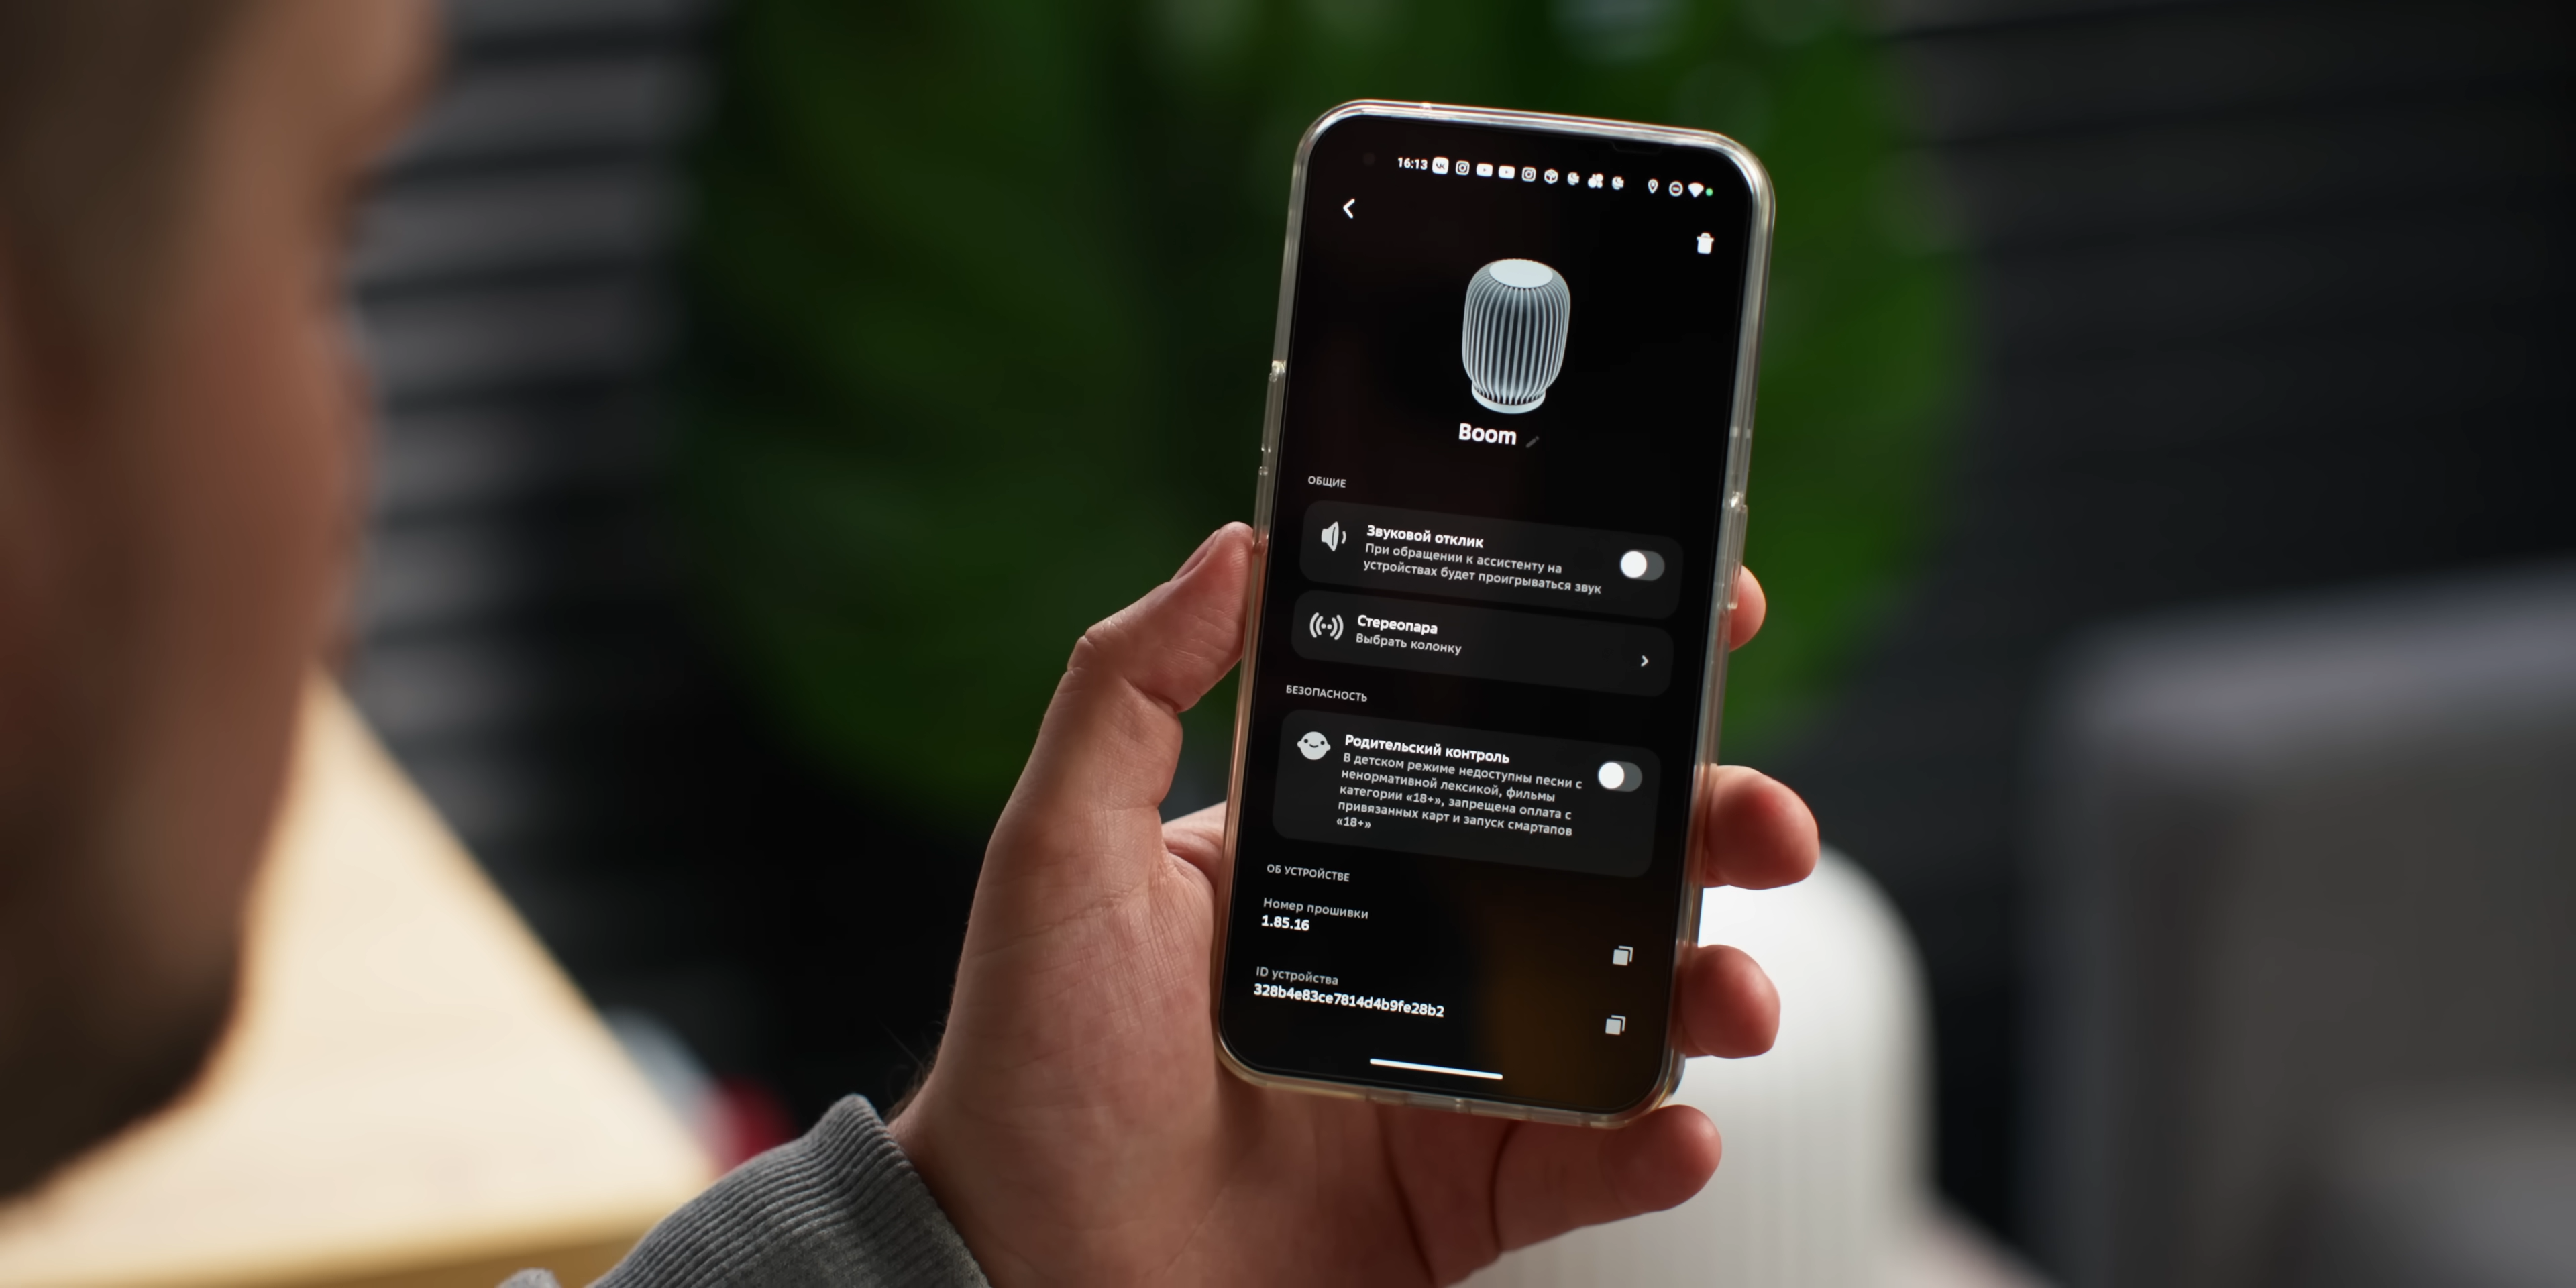 16:13
Boom
ОБЩИЕ
Звуковой отклик
При обращении к ассистенту на
устройствах будет проигрываться звук
Стереопара
Выбрать колонку
БЕЗОПАСНОСТЬ
Родительский контроль
В детском режиме недоступны песни с
ненормативной лексикой, фильмы
категории «18+», запрещена оплата с
привязанных карт и запуск смартапов
«18+»
ОБ УСТРОЙСТВЕ
Номер прошивки
1.85.16
ID устройства
328b4e83ce7814d4b9fe28b2